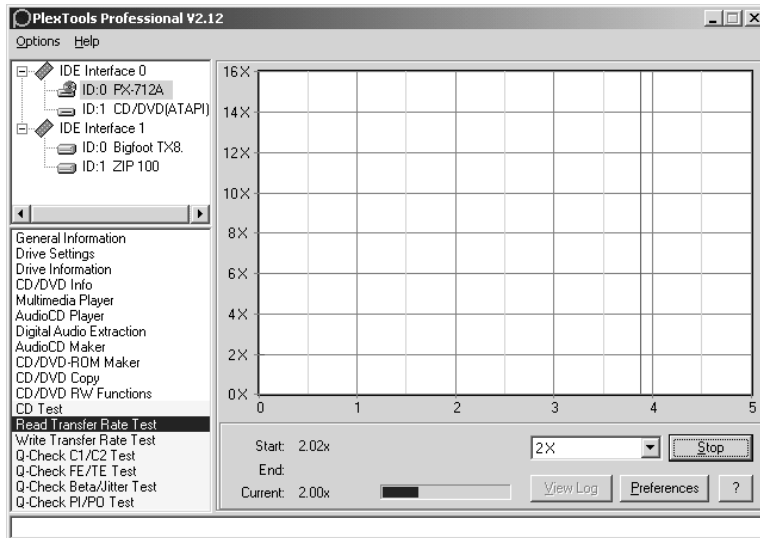 PlexTools Professional V2.12
Options Help
IDE Interface 0
ID:0 PX-712A
ID:1 CD/DVD(ATAPI)
IDE Interface 1
ID:0 Bigfoot TX8.
ID:1 ZIP 100
General Information
Drive Settings
Drive Information
CD/DVD Info
Multimedia Player
AudioCD Player
Digital Audio Extraction
AudioCD Maker
CD/DVD-ROM Maker
CD/DVD Copy
CD/DVD RW Functions
CD Test
Read Transfer Rate Test
Write Transfer Rate Test
Q-Check C1/C2 Test
Q-Check FE/TE Test
Q-Check Beta/Jitter Test
Q-Check PI/PO Test
16X
14X
12X
10X
8X
6X
4X
2X
0X
0 1 2 3 4 5
Start: 2.02x
End:
Current: 2.00x
2X
Stop
View Log
Preferences
?